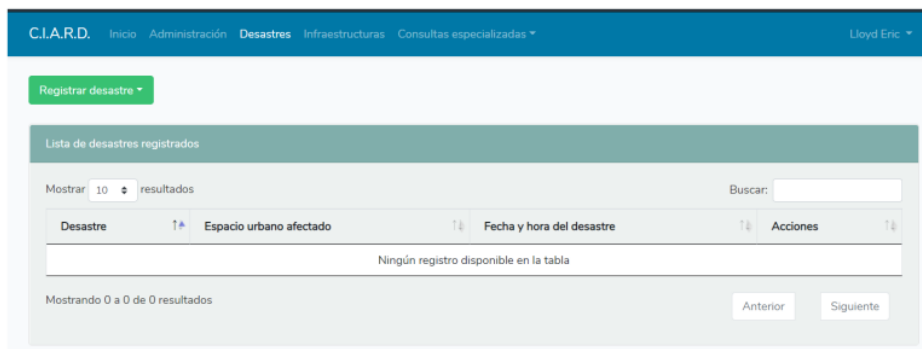 C.I.A.R.D. Inicio Administración Desastres Infraestructuras Consultas especializadas Lloyd Eric
Registrar desastre
Lista de desastres registrados
Mostrar 10 resultados Buscar:
Desastre Espacio urbano afectado Fecha y hora del desastre Acciones
Ningún registro disponible en la tabla
Mostrando 0 a 0 de 0 resultados Anterior Siguiente